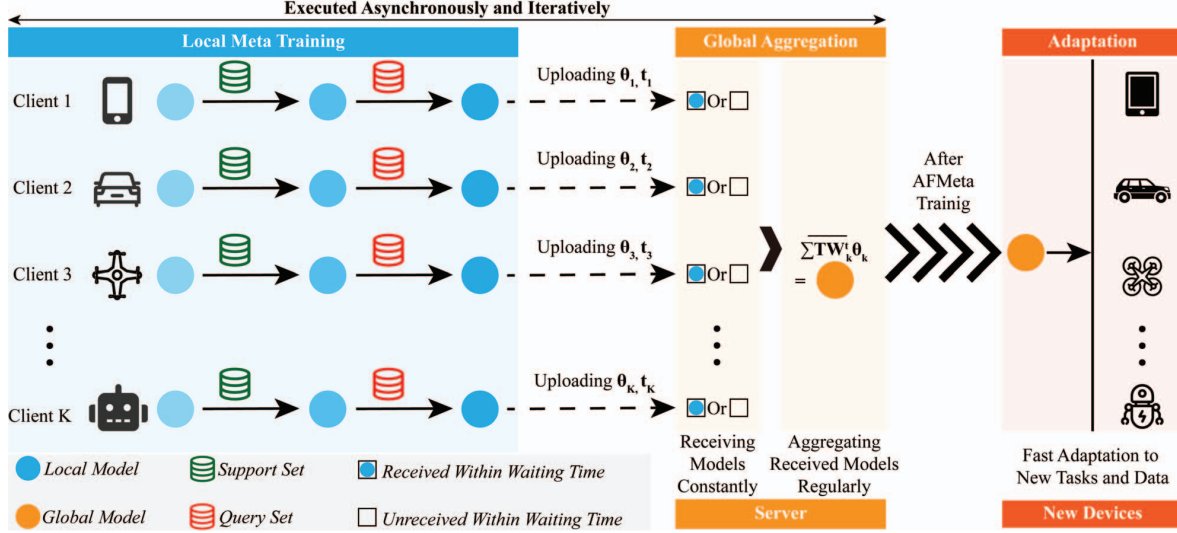 Executed Asynchronously and Iteratively
Local Meta Training
Global Aggregation
Adaptation
Client 1
Uploading θ₁, t₁
Or
Client 2
Uploading θ₂, t₂
Or
After
AFMeta
Trainig
Client 3
Uploading θ₃, t₃
Or
∑TW̅ₖᵗθₖ
=
Client K
Uploading θ_K, t_K
Or
Receiving
Models
Constantly
Aggregating
Received Models
Regularly
Fast Adaptation to
New Tasks and Data
Local Model
Support Set
Received Within Waiting Time
Global Model
Query Set
Unreceived Within Waiting Time
Server
New Devices